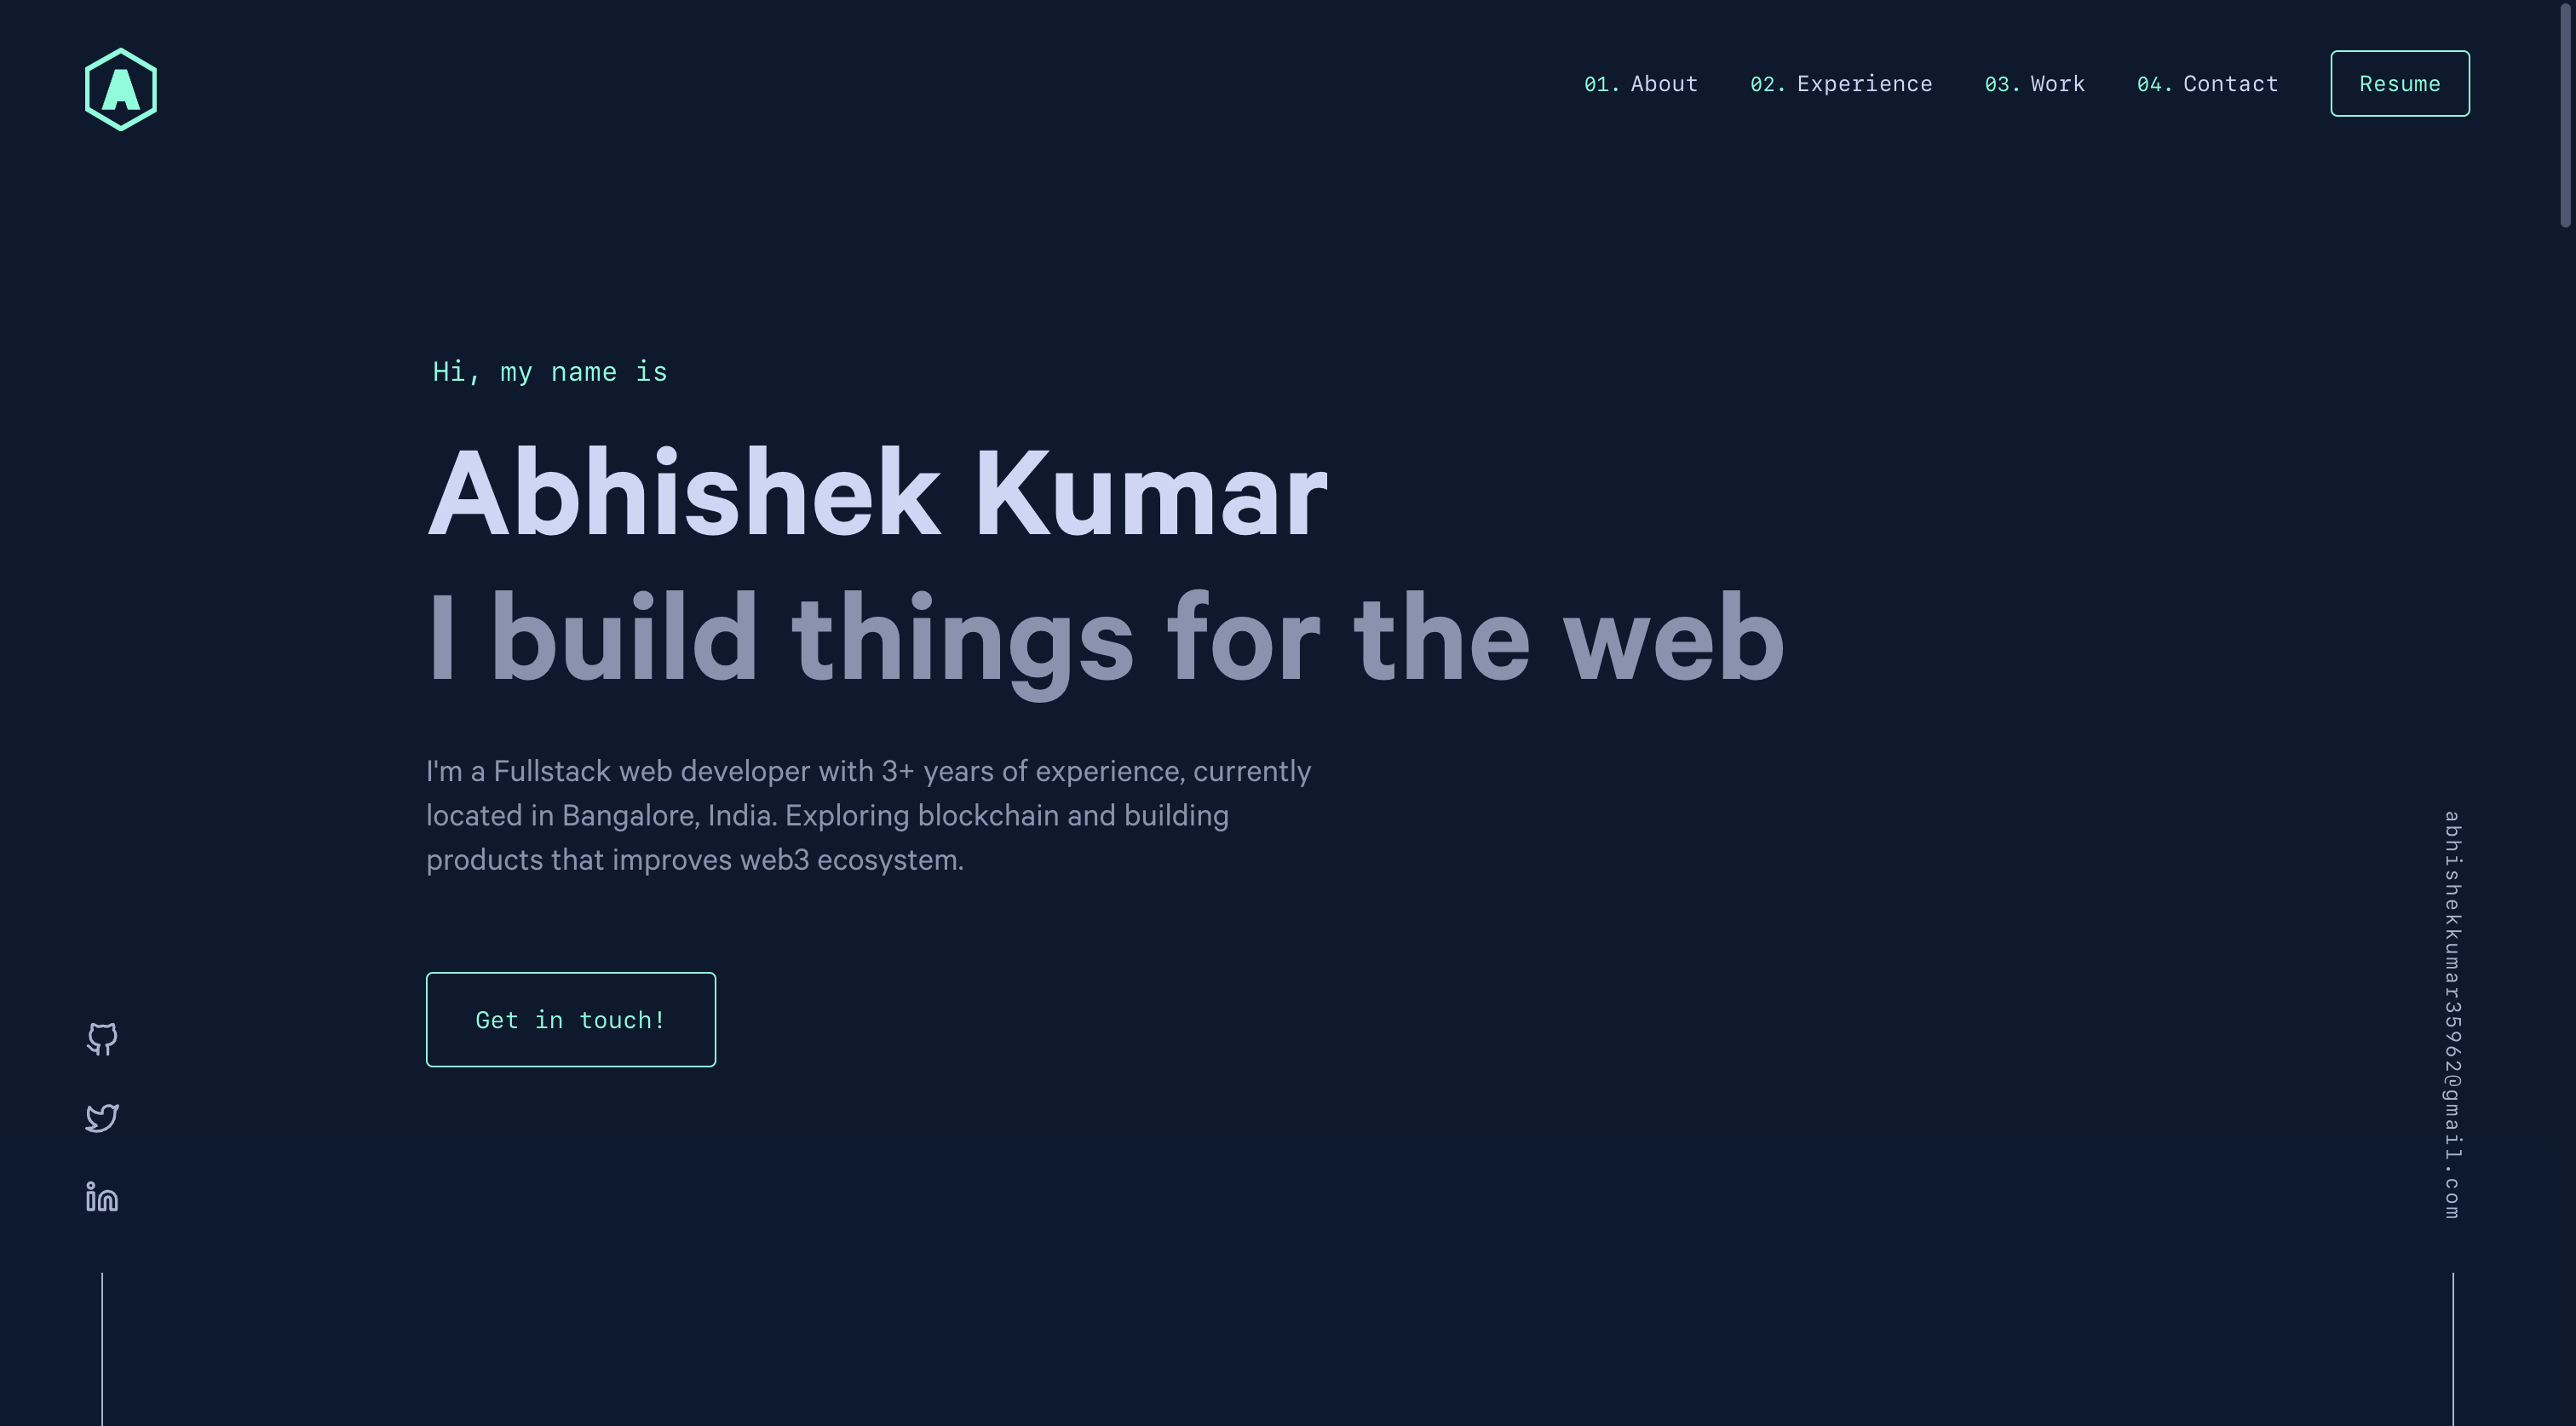 A
01. About 02. Experience 03. Work 04. Contact Resume
Hi, my name is
Abhishek Kumar
I build things for the web
I'm a Fullstack web developer with 3+ years of experience, currently
located in Bangalore, India. Exploring blockchain and building
products that improves web3 ecosystem.
Get in touch!
abhishekkumar35962@gmail.com